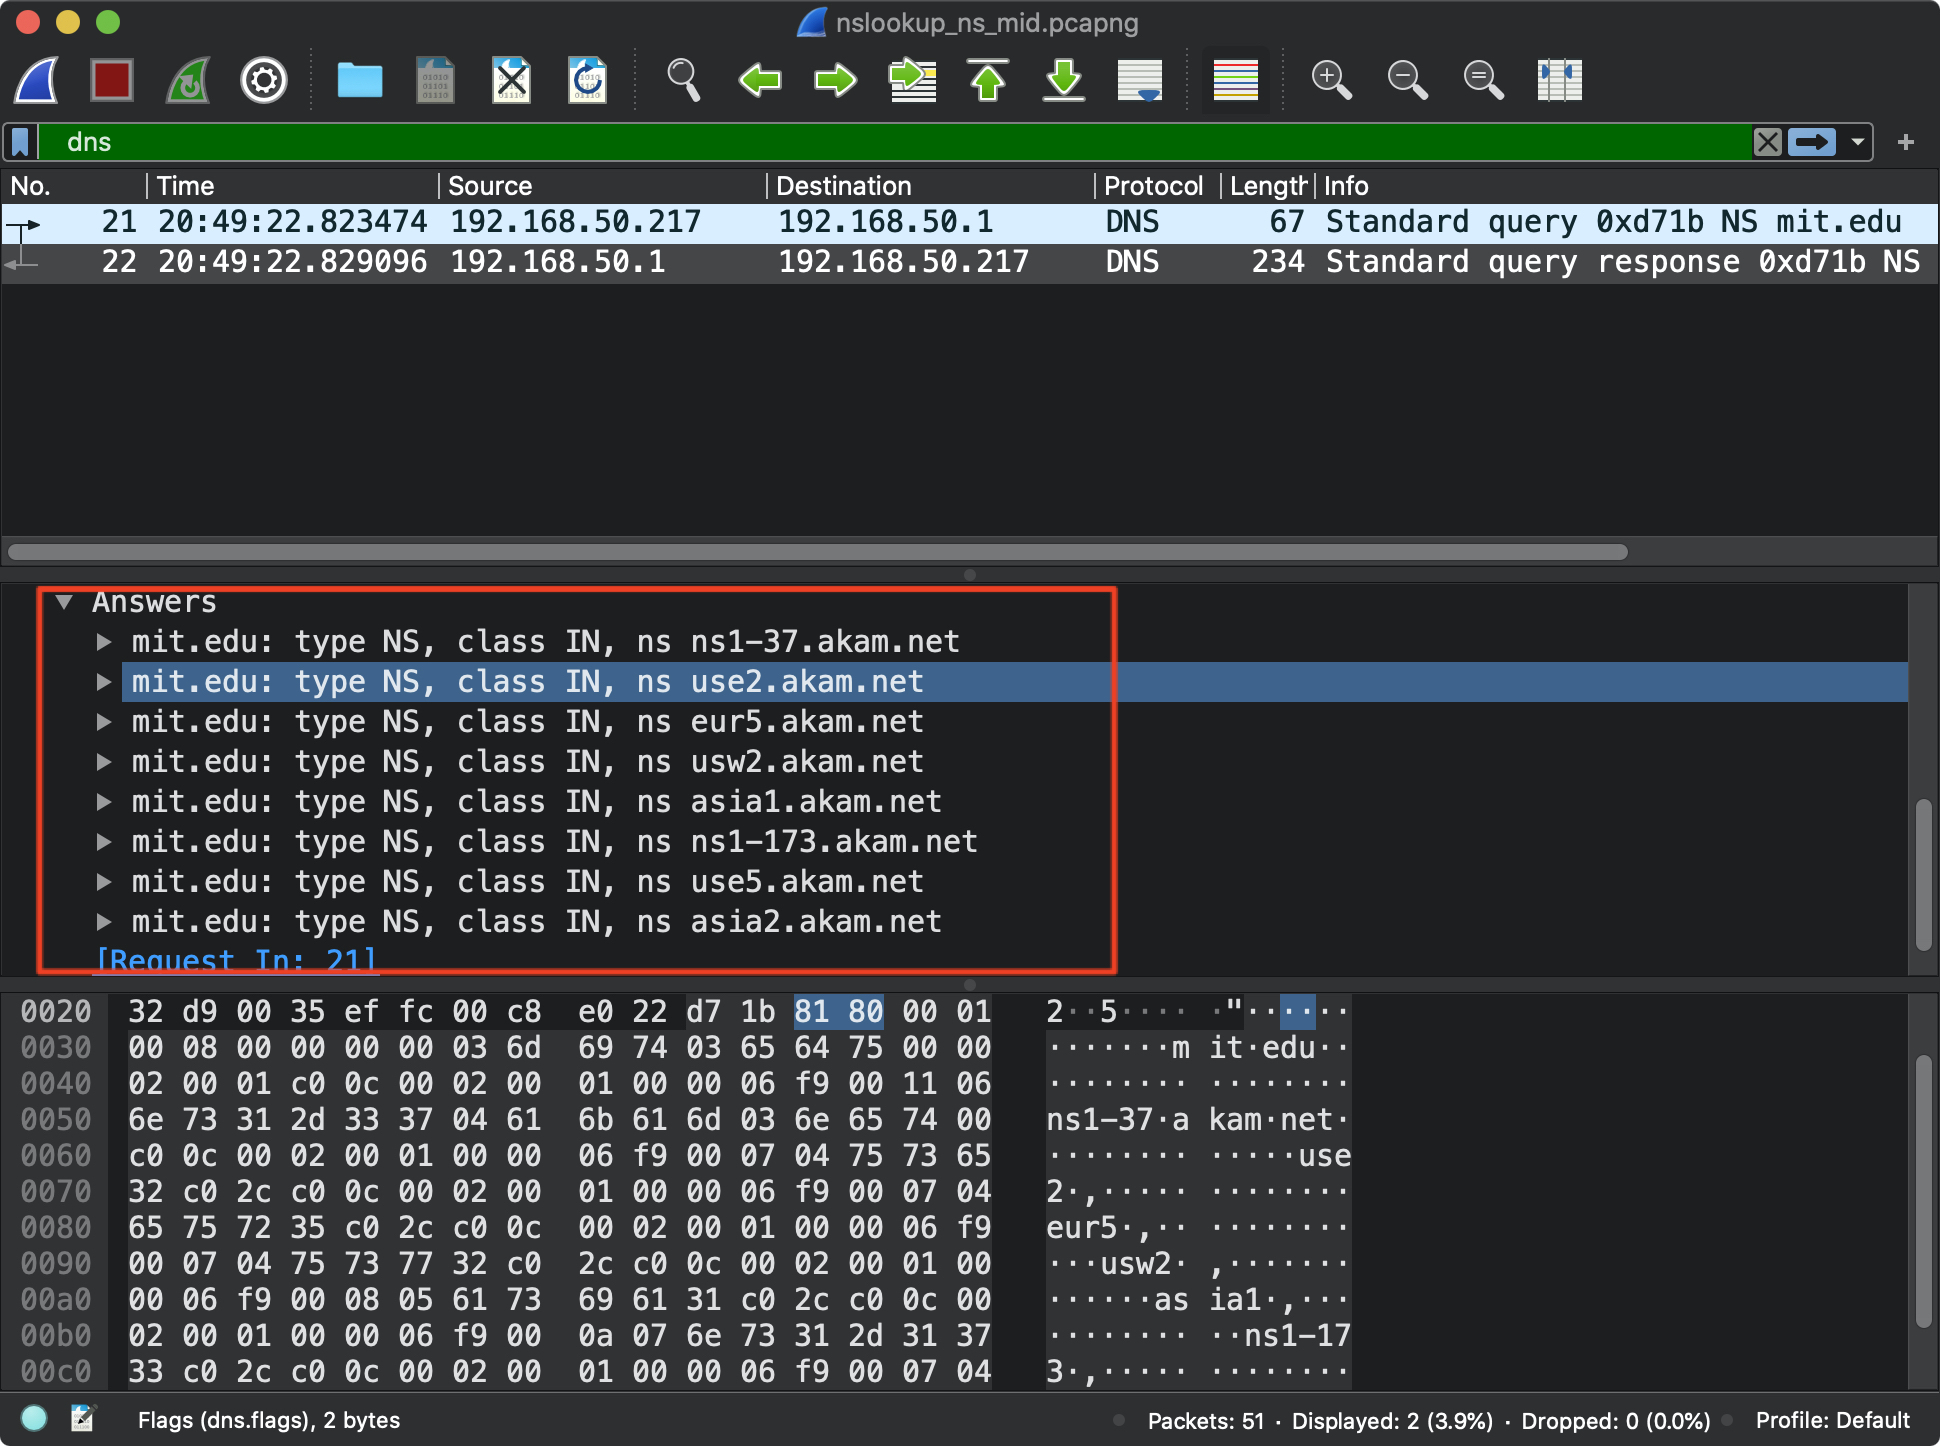 nslookup_ns_mid.pcapng
dns
No. Time Source Destination Protocol Length Info
21 20:49:22.823474 192.168.50.217 192.168.50.1 DNS 67 Standard query 0xd71b NS mit.edu
22 20:49:22.829096 192.168.50.1 192.168.50.217 DNS 234 Standard query response 0xd71b NS
Answers
mit.edu: type NS, class IN, ns ns1-37.akam.net
mit.edu: type NS, class IN, ns use2.akam.net
mit.edu: type NS, class IN, ns eur5.akam.net
mit.edu: type NS, class IN, ns usw2.akam.net
mit.edu: type NS, class IN, ns asia1.akam.net
mit.edu: type NS, class IN, ns ns1-173.akam.net
mit.edu: type NS, class IN, ns use5.akam.net
mit.edu: type NS, class IN, ns asia2.akam.net
[Request In: 21]
0020 32 d9 00 35 ef fc 00 c8 e0 22 d7 1b 81 80 00 01 2··5···· ·"······
0030 00 08 00 00 00 00 03 6d 69 74 03 65 64 75 00 00 ·······m it·edu··
0040 02 00 01 c0 0c 00 02 00 01 00 00 06 f9 00 11 06 ········ ········
0050 6e 73 31 2d 33 37 04 61 6b 61 6d 03 6e 65 74 00 ns1-37·a kam·net·
0060 c0 0c 00 02 00 01 00 00 06 f9 00 07 04 75 73 65 ········ ·····use
0070 32 c0 2c c0 0c 00 02 00 01 00 00 06 f9 00 07 04 2·,····· ········
0080 65 75 72 35 c0 2c c0 0c 00 02 00 01 00 00 06 f9 eur5·,·· ········
0090 00 07 04 75 73 77 32 c0 2c c0 0c 00 02 00 01 00 ···usw2· ,·······
00a0 00 06 f9 00 08 05 61 73 69 61 31 c0 2c c0 0c 00 ······as ia1·,···
00b0 02 00 01 00 00 06 f9 00 0a 07 6e 73 31 2d 31 37 ········ ··ns1-17
00c0 33 c0 2c c0 0c 00 02 00 01 00 00 06 f9 00 07 04 3·,····· ········
Flags (dns.flags), 2 bytes Packets: 51 · Displayed: 2 (3.9%) · Dropped: 0 (0.0%) Profile: Default